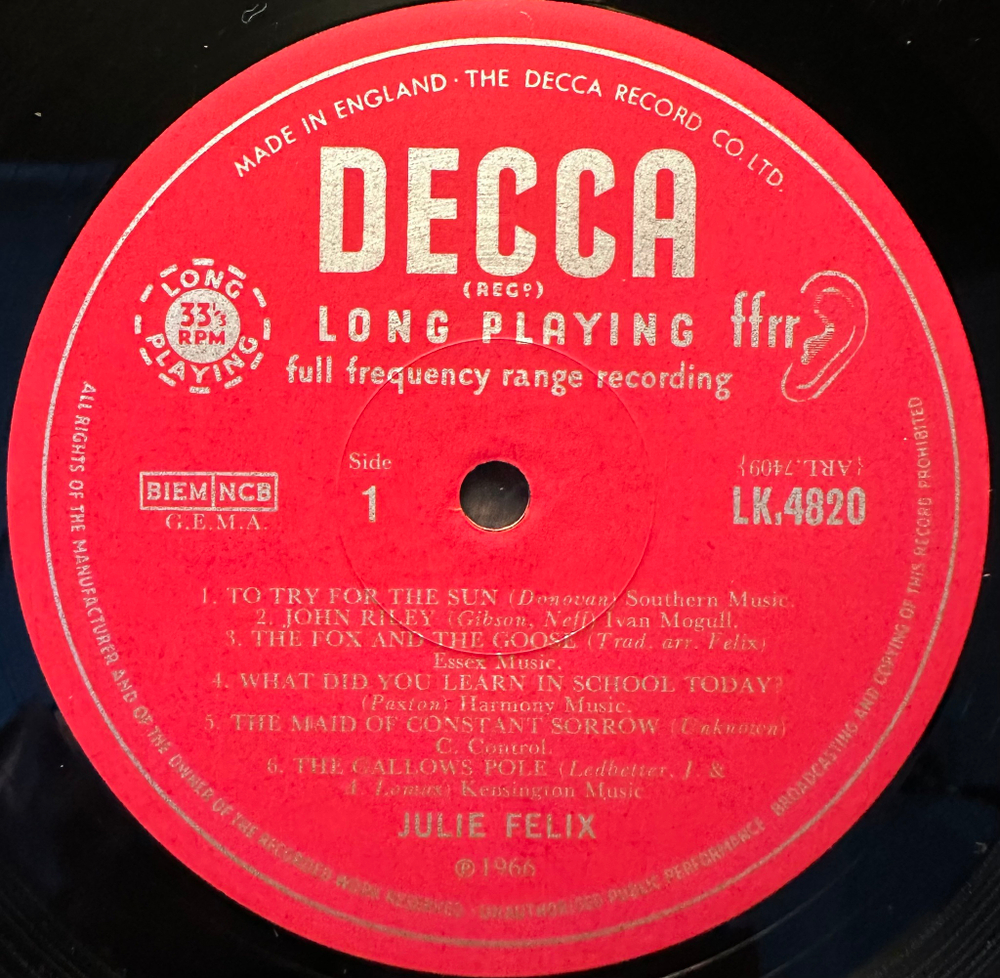 MADE IN ENGLAND · THE DECCA RECORD CO. LTD.
DECCA
(REGD)
LONG PLAYING
33⅓
RPM
LONG PLAYING
ffrr
full frequency range recording
BIEM NCB
G.E.M.A.
Side
1
(ARL.7409)
LK.4820
1. TO TRY FOR THE SUN (Donovan) Southern Music.
2. JOHN RILEY (Gibson, Neff) Ivan Mogull.
3. THE FOX AND THE GOOSE (Trad. arr. Felix)
Essex Music.
4. WHAT DID YOU LEARN IN SCHOOL TODAY?
(Paxton) Harmony Music.
5. THE MAID OF CONSTANT SORROW (Unknown)
C. Control.
6. THE GALLOWS POLE (Ledbetter, J. &
A. Lomax) Kensington Music
JULIE FELIX
℗ 1966
ALL RIGHTS OF THE MANUFACTURER AND OF THE OWNER OF THE RECORDED WORK RESERVED · UNAUTHORISED PUBLIC PERFORMANCE BROADCASTING AND COPYING OF THIS RECORD PROHIBITED